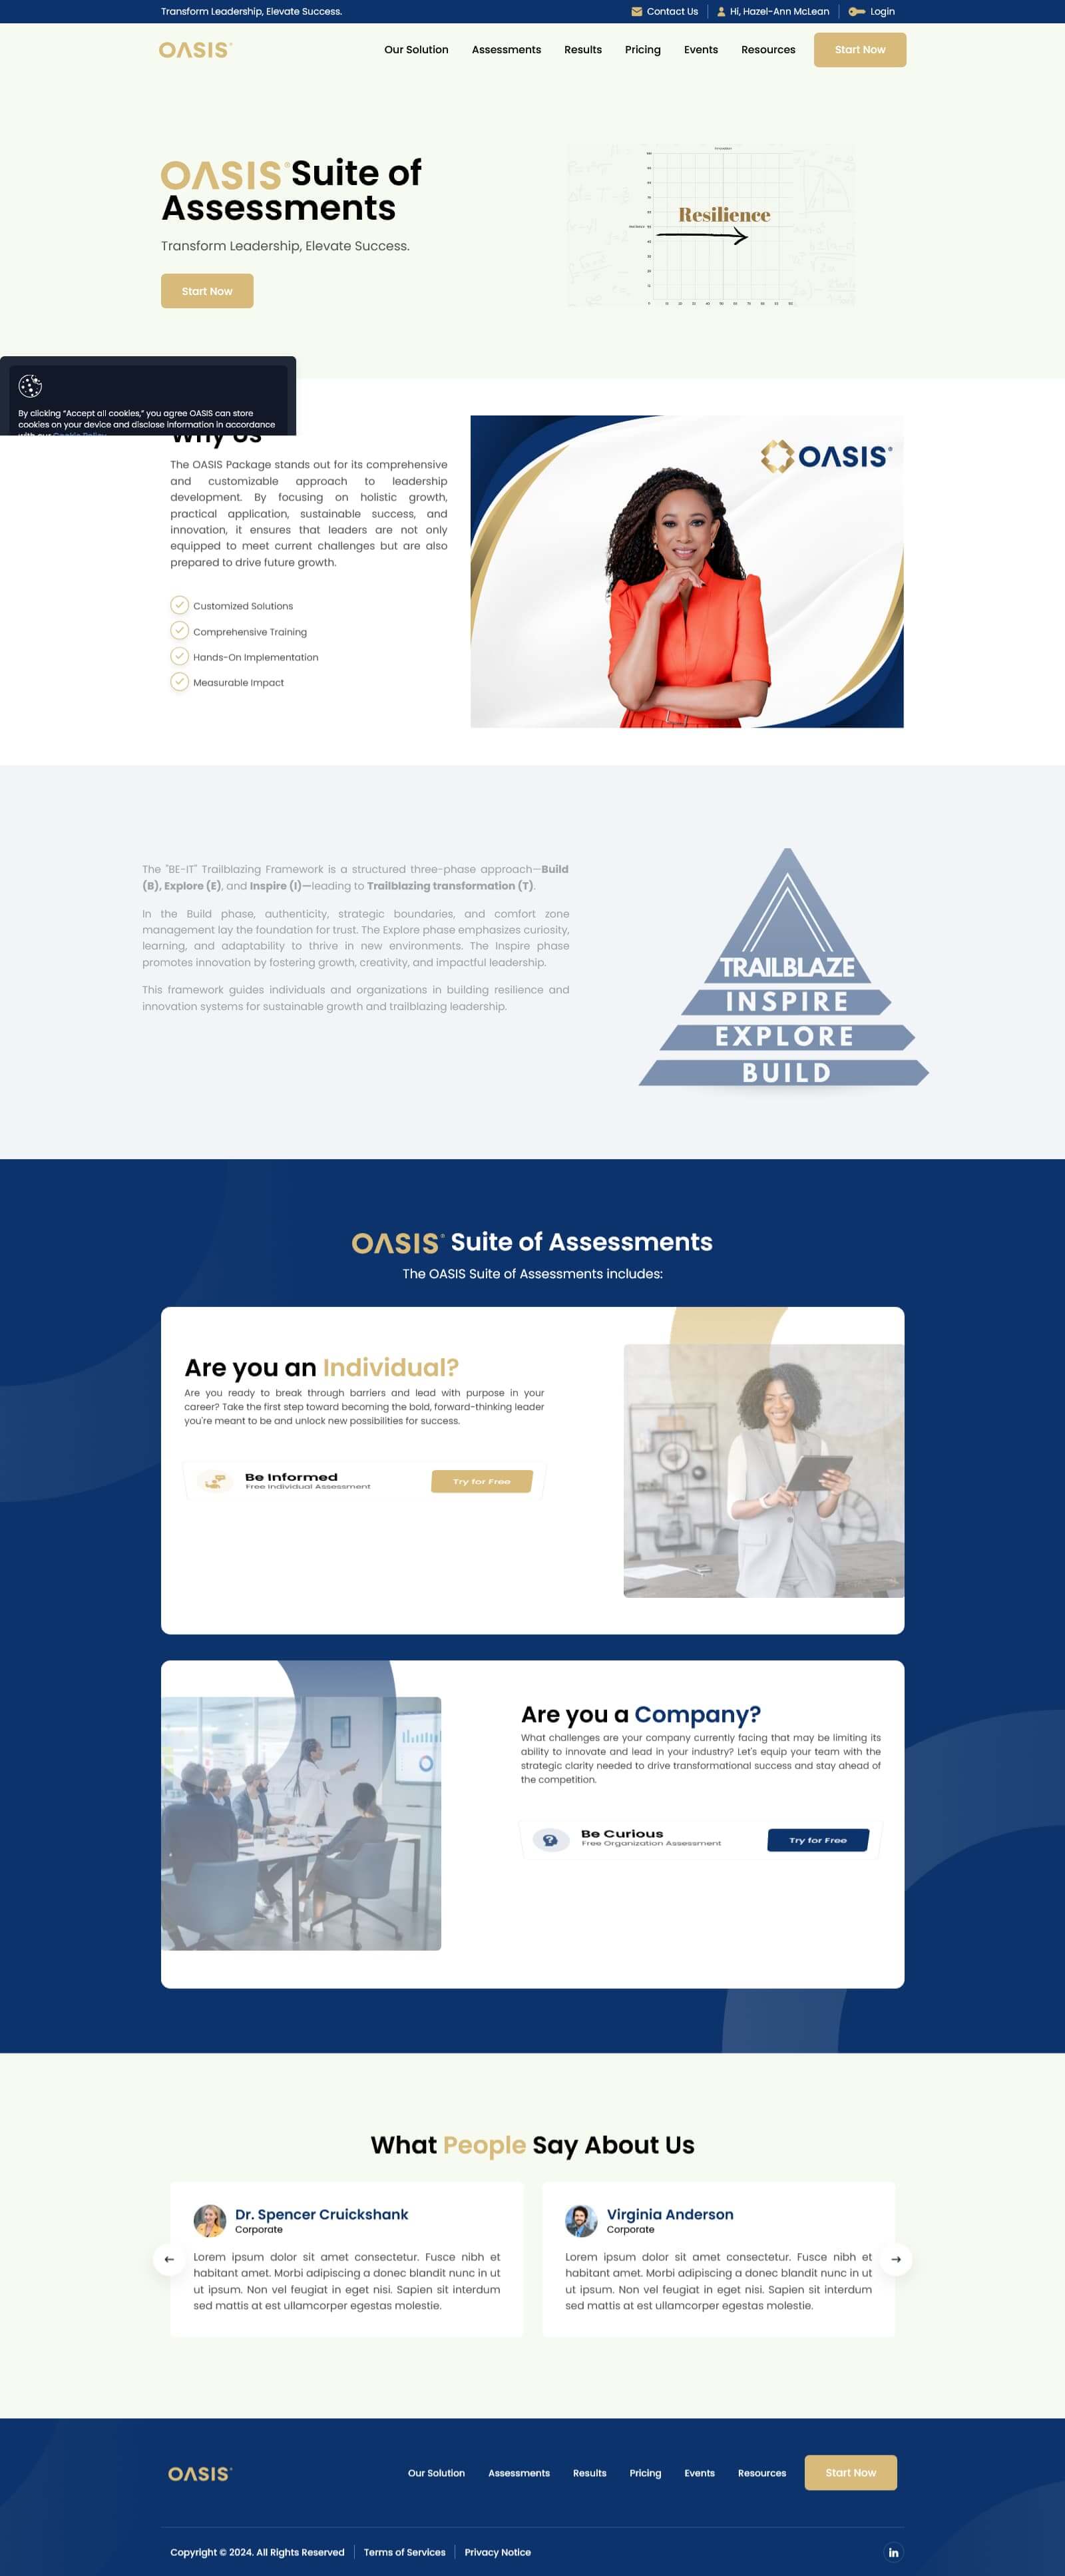 Transform Leadership, Elevate Success.
Contact Us
Hi, Hazel-Ann McLean
Login
OASIS®
Our Solution
Assessments
Results
Pricing
Events
Resources
Start Now
OASIS® Suite of
Assessments
Transform Leadership, Elevate Success.
Start Now
Resilience
By clicking “Accept all cookies,” you agree OASIS can store
cookies on your device and disclose information in accordance
with our Cookie Policy
Why Us
The OASIS Package stands out for its comprehensive
and customizable approach to leadership
development. By focusing on holistic growth,
practical application, sustainable success, and
innovation, it ensures that leaders are not only
equipped to meet current challenges but are also
prepared to drive future growth.
Customized Solutions
Comprehensive Training
Hands-On Implementation
Measurable Impact
OASIS®
The "BE-IT" Trailblazing Framework is a structured three-phase approach—Build
(B), Explore (E), and Inspire (I)—leading to Trailblazing transformation (T).
In the Build phase, authenticity, strategic boundaries, and comfort zone
management lay the foundation for trust. The Explore phase emphasizes curiosity,
learning, and adaptability to thrive in new environments. The Inspire phase
promotes innovation by fostering growth, creativity, and impactful leadership.
This framework guides individuals and organizations in building resilience and
innovation systems for sustainable growth and trailblazing leadership.
TRAILBLAZE
INSPIRE
EXPLORE
BUILD
OASIS® Suite of Assessments
The OASIS Suite of Assessments includes:
Are you an Individual?
Are you ready to break through barriers and lead with purpose in your
career? Take the first step toward becoming the bold, forward-thinking leader
you're meant to be and unlock new possibilities for success.
Be Informed
Free Individual Assessment
Try for Free
Are you a Company?
What challenges are your company currently facing that may be limiting its
ability to innovate and lead in your industry? Let's equip your team with the
strategic clarity needed to drive transformational success and stay ahead of
the competition.
Be Curious
Free Organization Assessment
Try for Free
What People Say About Us
Dr. Spencer Cruickshank
Corporate
Lorem ipsum dolor sit amet consectetur. Fusce nibh et
habitant amet. Morbi adipiscing a donec blandit nunc in ut
ut ipsum. Non vel feugiat in eget nisi. Sapien sit interdum
sed mattis at est ullamcorper egestas molestie.
Virginia Anderson
Corporate
Lorem ipsum dolor sit amet consectetur. Fusce nibh et
habitant amet. Morbi adipiscing a donec blandit nunc in ut
ut ipsum. Non vel feugiat in eget nisi. Sapien sit interdum
sed mattis at est ullamcorper egestas molestie.
OASIS®
Our Solution
Assessments
Results
Pricing
Events
Resources
Start Now
Copyright © 2024. All Rights Reserved
Terms of Services
Privacy Notice
in